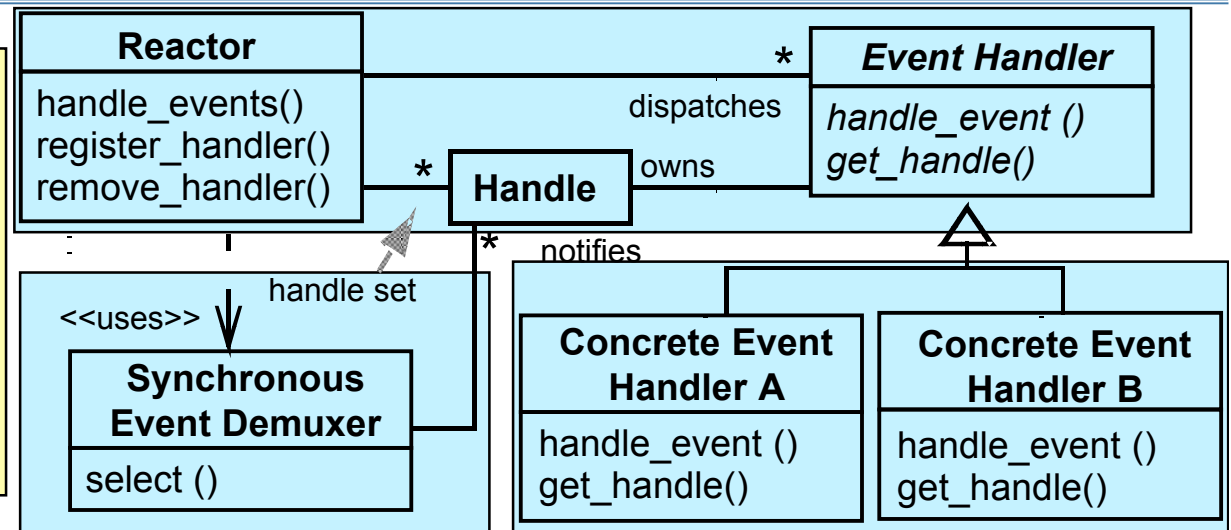 Reactor
handle_events()
register_handler()
remove_handler()
*
dispatches
Event Handler
handle_event ()
get_handle()
*
Handle
owns
*
notifies
handle set
<<uses>>
Synchronous
Event Demuxer
select ()
Concrete Event
Handler A
handle_event ()
get_handle()
Concrete Event
Handler B
handle_event ()
get_handle()